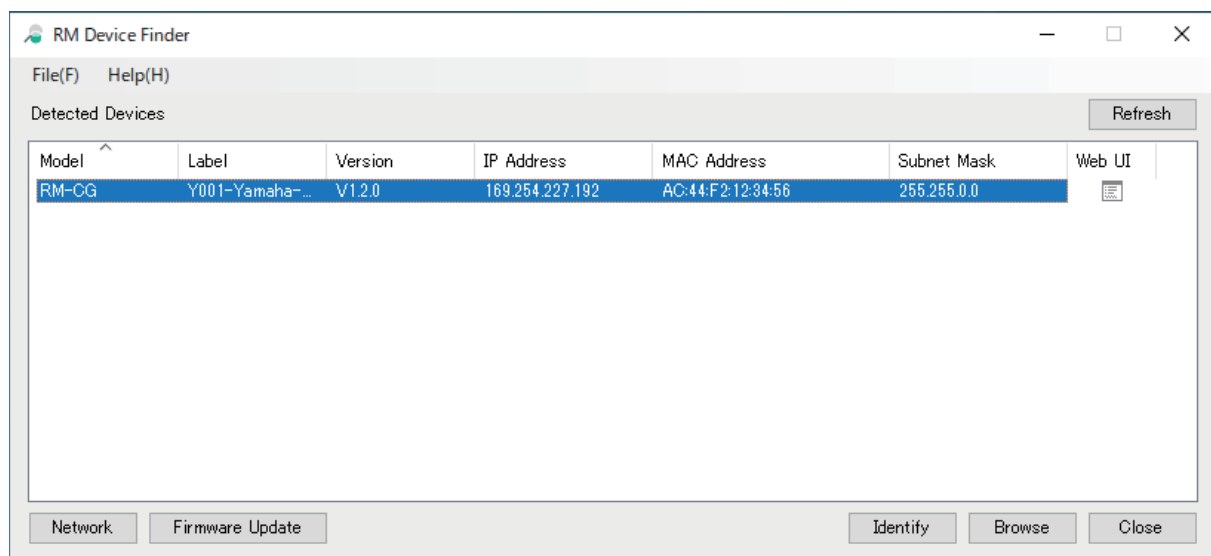 RM Device Finder
File(F) Help(H)
Detected Devices Refresh
Model Label Version IP Address MAC Address Subnet Mask Web UI
RM-CG Y001-Yamaha-... V1.2.0 169.254.227.192 AC:44:F2:12:34:56 255.255.0.0
Network Firmware Update Identify Browse Close